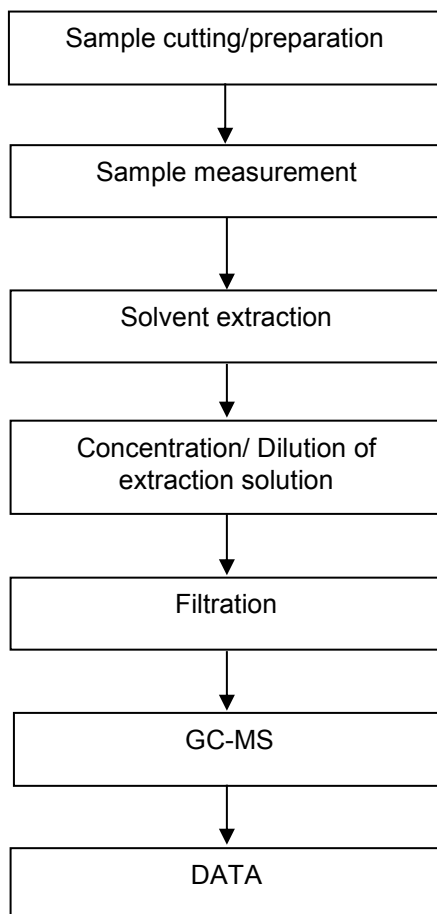 Sample cutting/preparation
Sample measurement
Solvent extraction
Concentration/ Dilution of
extraction solution
Filtration
GC-MS
DATA